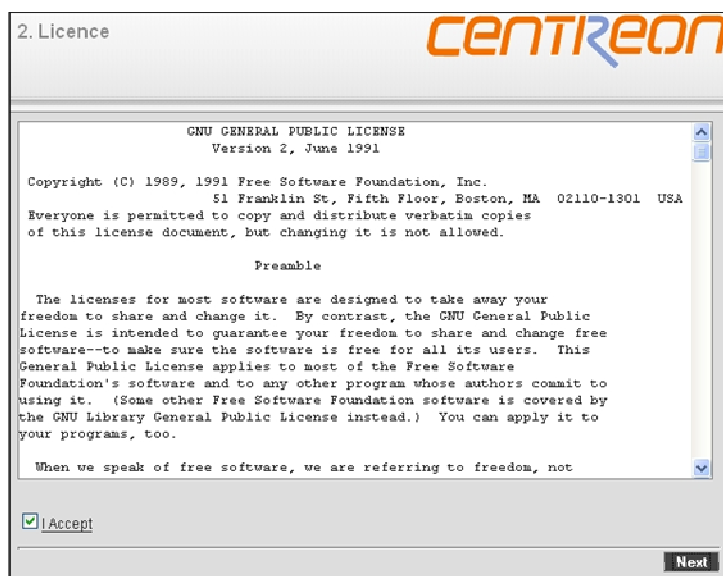 2. Licence
CENTREON
GNU GENERAL PUBLIC LICENSE
Version 2, June 1991
Copyright (C) 1989, 1991 Free Software Foundation, Inc.
51 Franklin St, Fifth Floor, Boston, MA  02110-1301  USA
Everyone is permitted to copy and distribute verbatim copies
of this license document, but changing it is not allowed.
Preamble
The licenses for most software are designed to take away your
freedom to share and change it.  By contrast, the GNU General Public
License is intended to guarantee your freedom to share and change free
software--to make sure the software is free for all its users.  This
General Public License applies to most of the Free Software
Foundation's software and to any other program whose authors commit to
using it.  (Some other Free Software Foundation software is covered by
the GNU Library General Public License instead.)  You can apply it to
your programs, too.
When we speak of free software, we are referring to freedom, not
I Accept
Next